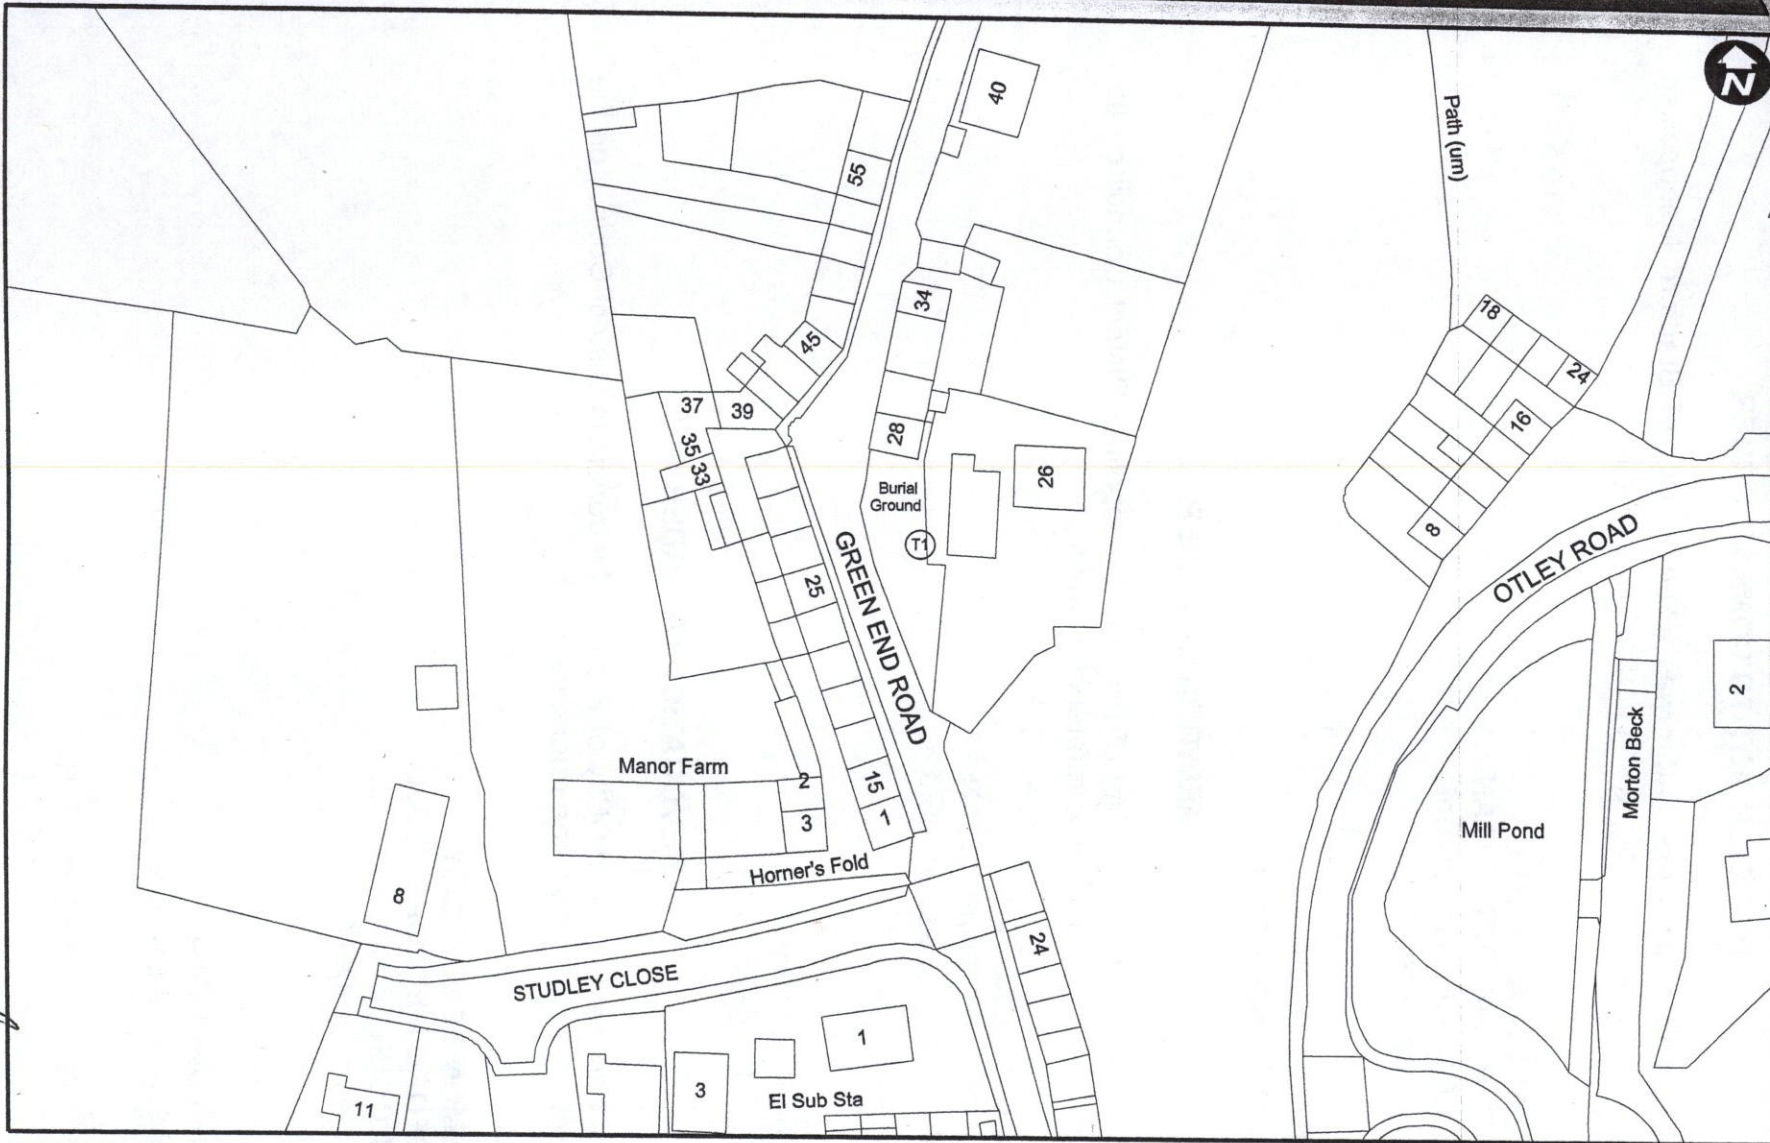 N
40
Path (um)
55
34
18
24
45
37
39
35
33
28
16
26
8
Burial
Ground
T1
GREEN END ROAD
25
OTLEY ROAD
2
Morton Beck
Manor Farm
2
15
3
1
Mill Pond
Horner's Fold
8
24
STUDLEY CLOSE
1
3
El Sub Sta
11